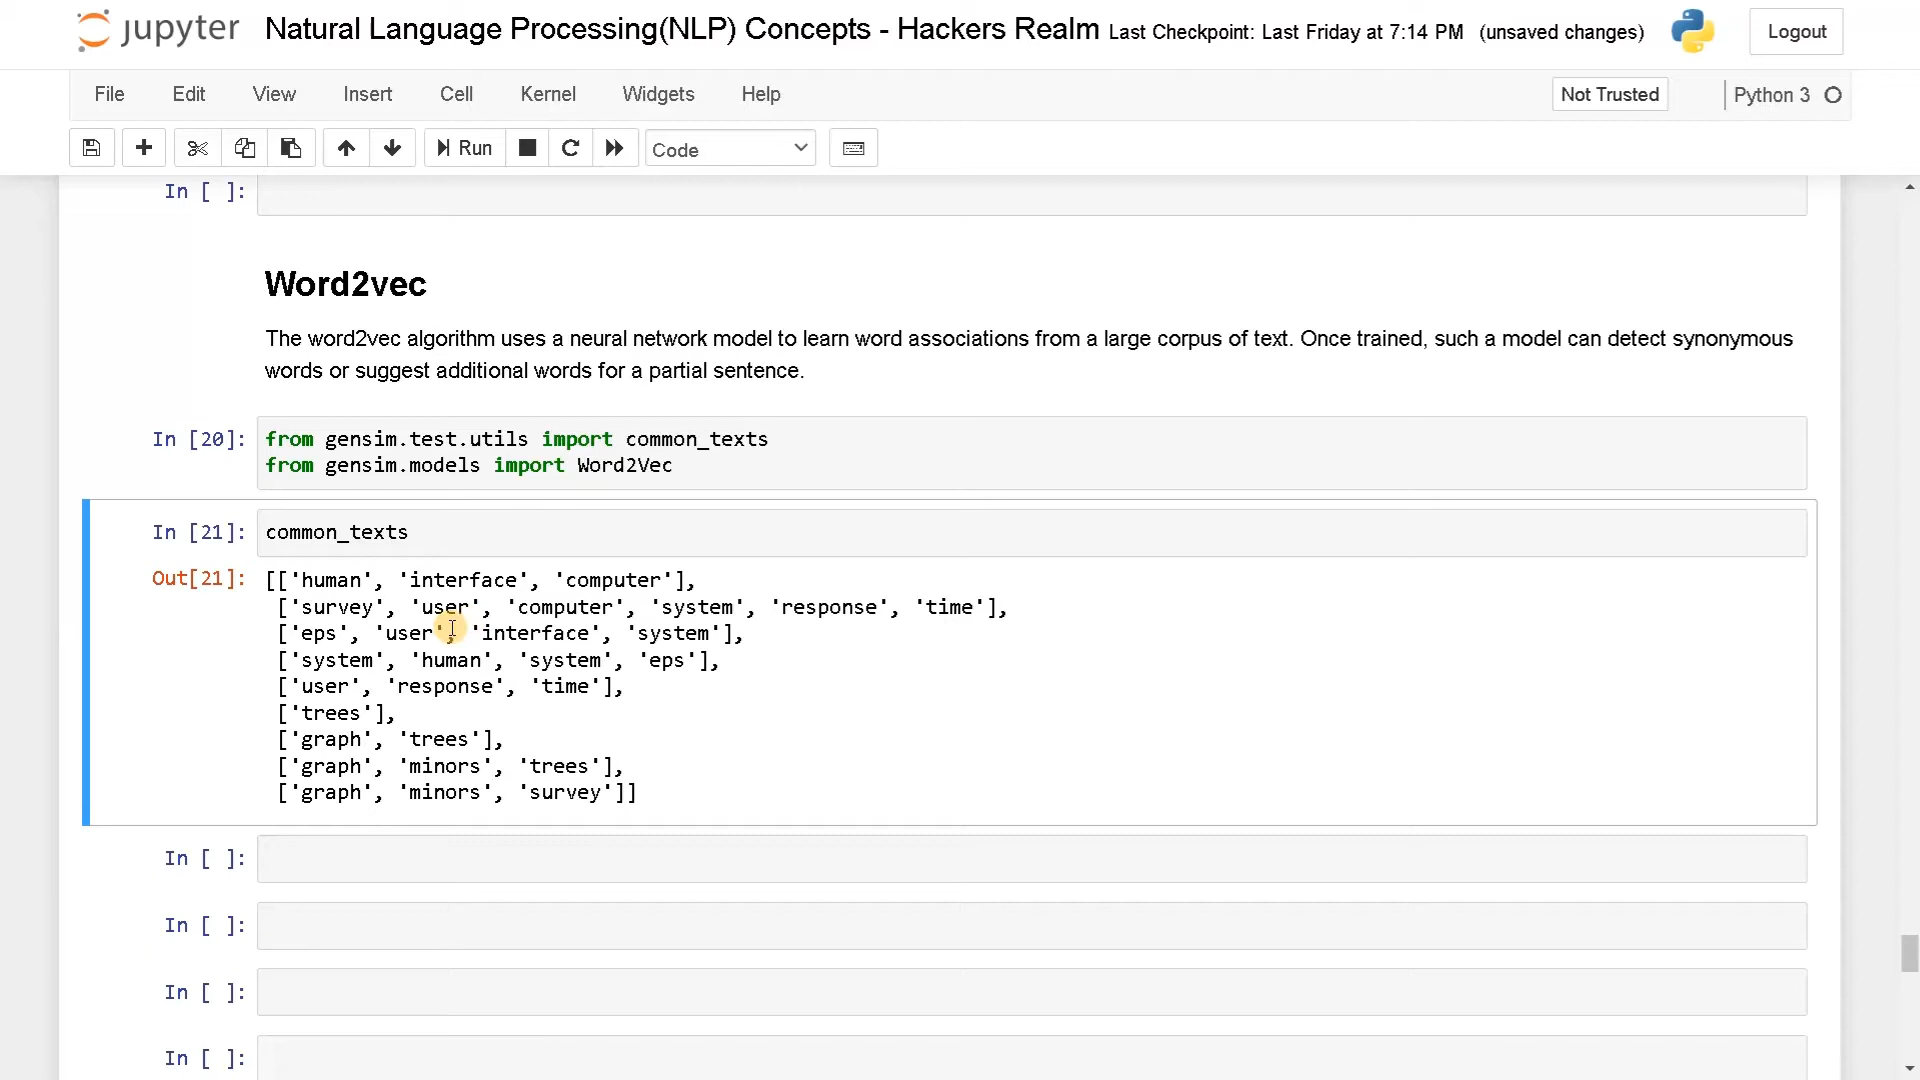 jupyter Natural Language Processing(NLP) Concepts - Hackers Realm Last Checkpoint: Last Friday at 7:14 PM (unsaved changes) Logout
File Edit View Insert Cell Kernel Widgets Help Not Trusted Python 3
Run Code
In [ ]:
Word2vec
The word2vec algorithm uses a neural network model to learn word associations from a large corpus of text. Once trained, such a model can detect synonymous
words or suggest additional words for a partial sentence.
In [20]: from gensim.test.utils import common_texts
from gensim.models import Word2Vec
In [21]: common_texts
Out[21]: [['human', 'interface', 'computer'],
['survey', 'user', 'computer', 'system', 'response', 'time'],
['eps', 'user', 'interface', 'system'],
['system', 'human', 'system', 'eps'],
['user', 'response', 'time'],
['trees'],
['graph', 'trees'],
['graph', 'minors', 'trees'],
['graph', 'minors', 'survey']]
In [ ]:
In [ ]:
In [ ]:
In [ ]: